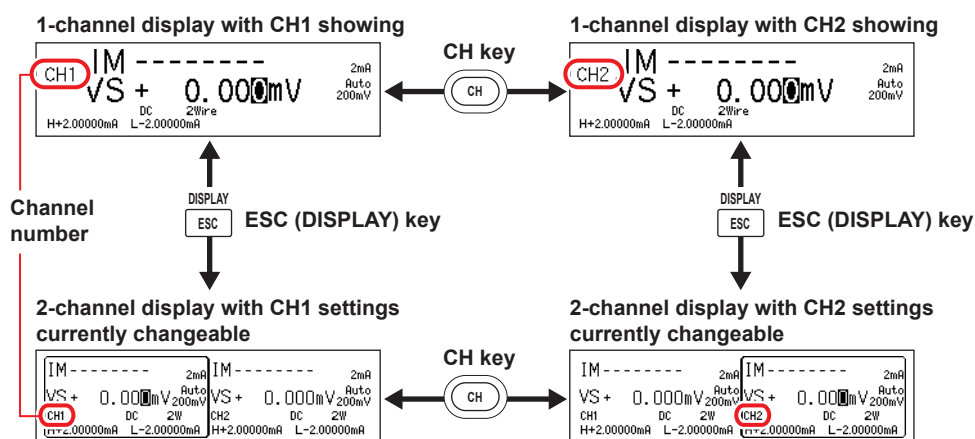 1-channel display with CH1 showing
CH1 IM --------
VS + 0.000mV
2mA
Auto
200mV
DC 2Wire
H+2.00000mA L-2.00000mA
CH key
CH
1-channel display with CH2 showing
CH2 IM --------
VS + 0.000mV
2mA
Auto
200mV
DC 2Wire
H+2.00000mA L-2.00000mA
Channel
number
DISPLAY
ESC
ESC (DISPLAY) key
DISPLAY
ESC
ESC (DISPLAY) key
2-channel display with CH1 settings
currently changeable
IM-------- 2mA
VS + 0.000mV Auto
200mV
CH1 DC 2W
H+2.00000mA L-2.00000mA
IM-------- 2mA
VS + 0.000mV Auto
200mV
CH2 DC 2W
H+2.00000mA L-2.00000mA
CH key
CH
2-channel display with CH2 settings
currently changeable
IM-------- 2mA
VS + 0.000mV Auto
200mV
CH1 DC 2W
H+2.00000mA L-2.00000mA
IM-------- 2mA
VS + 0.000mV Auto
200mV
CH2 DC 2W
H+2.00000mA L-2.00000mA